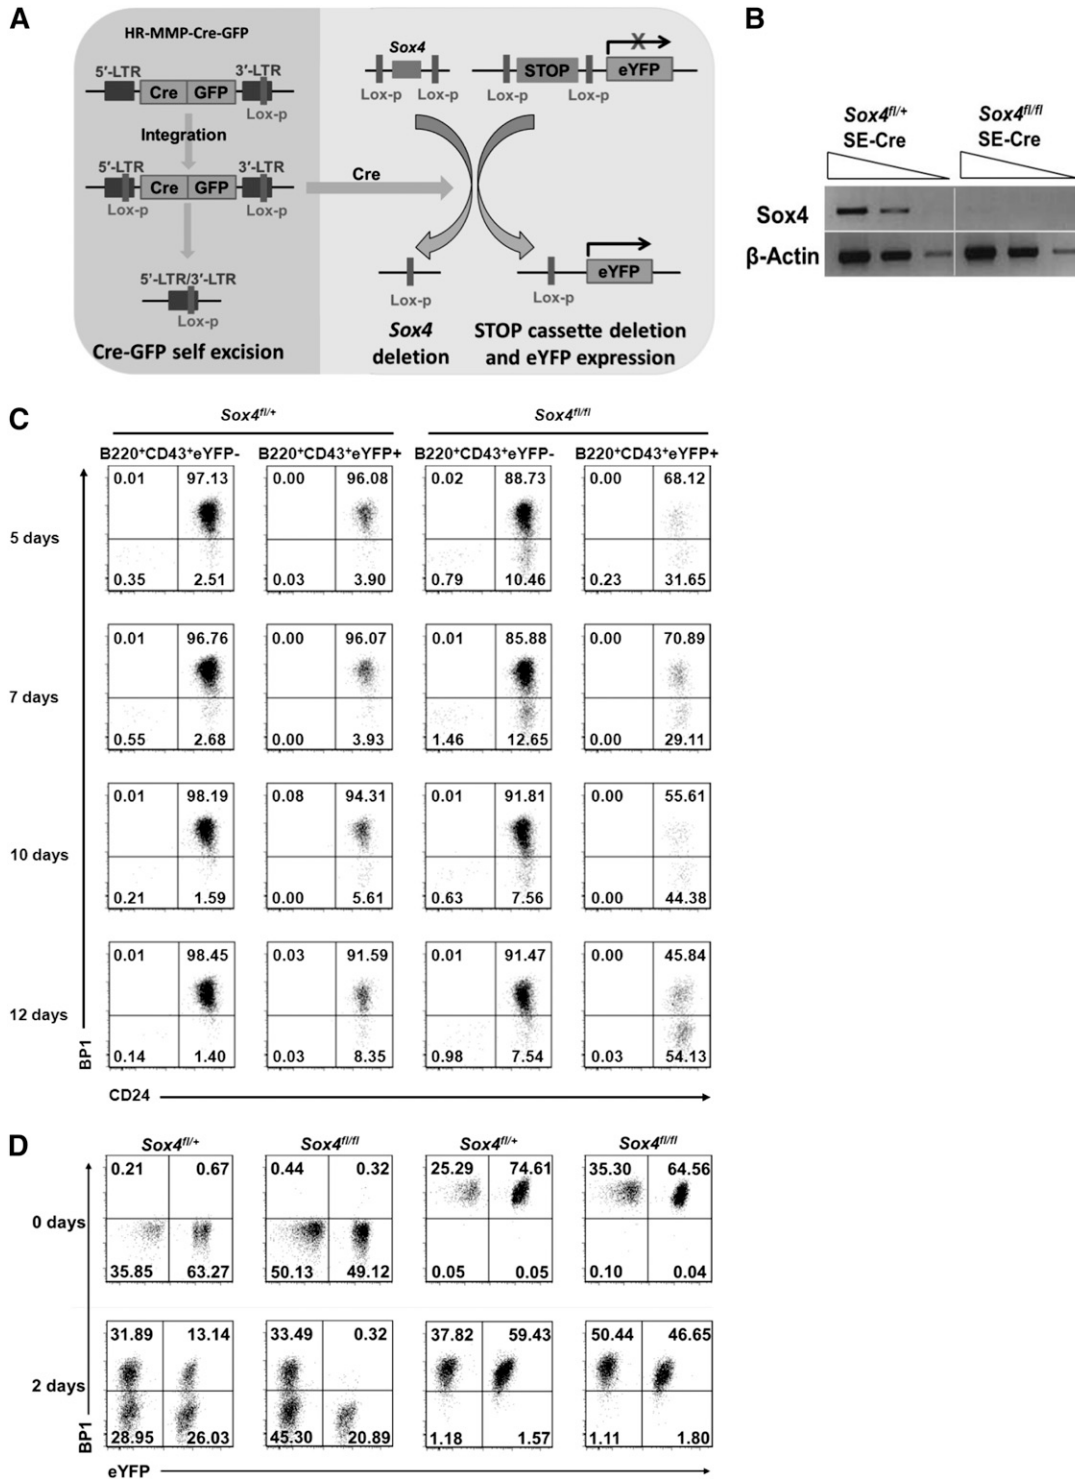 A
HR-MMP-Cre-GFP
5′-LTR 3′-LTR
Cre GFP
Lox-p
Integration
5′-LTR 3′-LTR
Cre GFP
Lox-p Lox-p
5′-LTR/3′-LTR
Lox-p
Cre-GFP self excision
Cre
Sox4
Lox-p Lox-p
STOP eYFP
X
Lox-p Lox-p
Lox-p
Sox4
deletion
eYFP
Lox-p
STOP cassette deletion
and eYFP expression
B
Sox4fl/+ Sox4fl/fl
SE-Cre SE-Cre
Sox4
β-Actin
C
Sox4fl/+ Sox4fl/fl
B220+CD43+eYFP- B220+CD43+eYFP+ B220+CD43+eYFP- B220+CD43+eYFP+
0.01 97.13 0.00 96.08 0.02 88.73 0.00 68.12
5 days
0.35 2.51 0.03 3.90 0.79 10.46 0.23 31.65
0.01 96.76 0.00 96.07 0.01 85.88 0.00 70.89
7 days
0.55 2.68 0.00 3.93 1.46 12.65 0.00 29.11
0.01 98.19 0.08 94.31 0.01 91.81 0.00 55.61
10 days
0.21 1.59 0.00 5.61 0.63 7.56 0.00 44.38
0.01 98.45 0.03 91.59 0.01 91.47 0.00 45.84
12 days
0.14 1.40 0.03 8.35 0.98 7.54 0.03 54.13
BP1
CD24
D
Sox4fl/+ Sox4fl/fl Sox4fl/+ Sox4fl/fl
0.21 0.67 0.44 0.32 25.29 74.61 35.30 64.56
0 days
35.85 63.27 50.13 49.12 0.05 0.05 0.10 0.04
31.89 13.14 33.49 0.32 37.82 59.43 50.44 46.65
2 days
28.95 26.03 45.30 20.89 1.18 1.57 1.11 1.80
BP1
eYFP